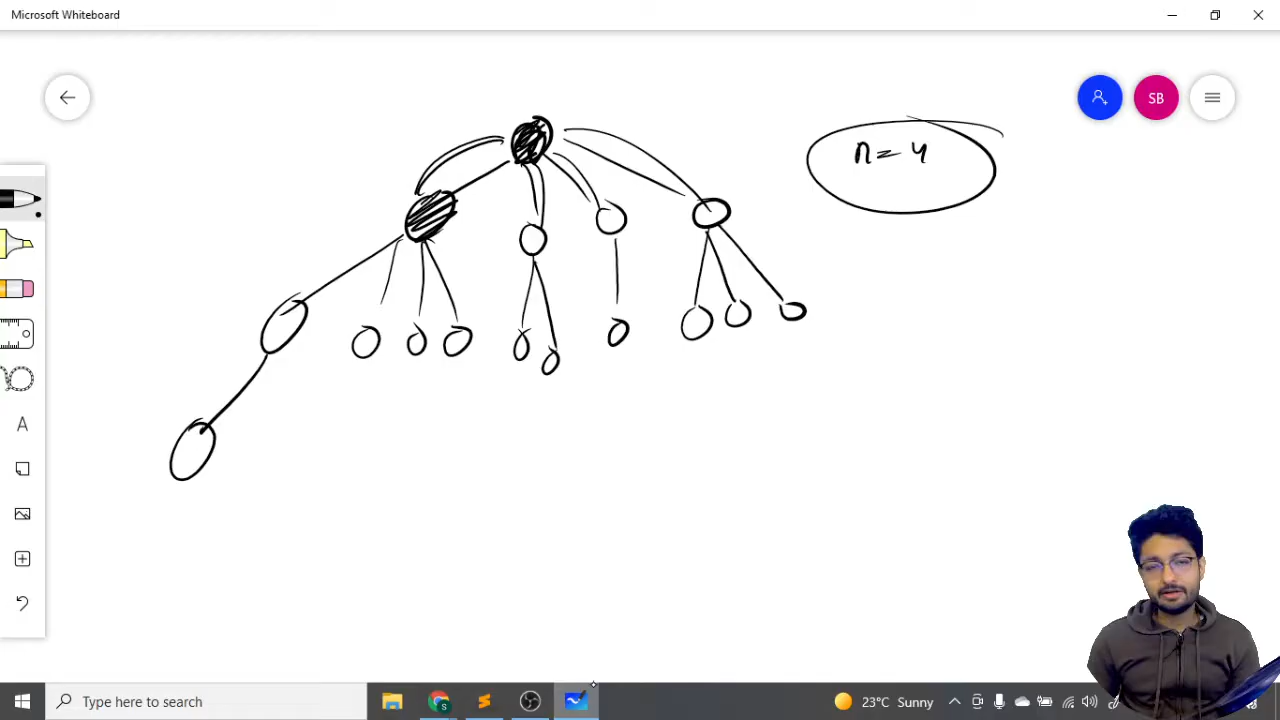 Microsoft Whiteboard
SB
n = 4
A
Type here to search
S
23°C Sunny